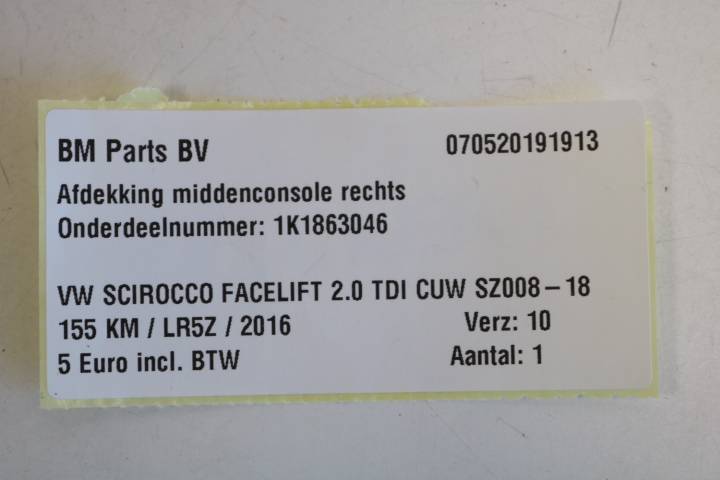 BM Parts BV 070520191913
Afdekking middenconsole rechts
Onderdeelnummer: 1K1863046
VW SCIROCCO FACELIFT 2.0 TDI CUW SZ008-18
155 KM / LR5Z / 2016 Verz: 10
5 Euro incl. BTW Aantal: 1